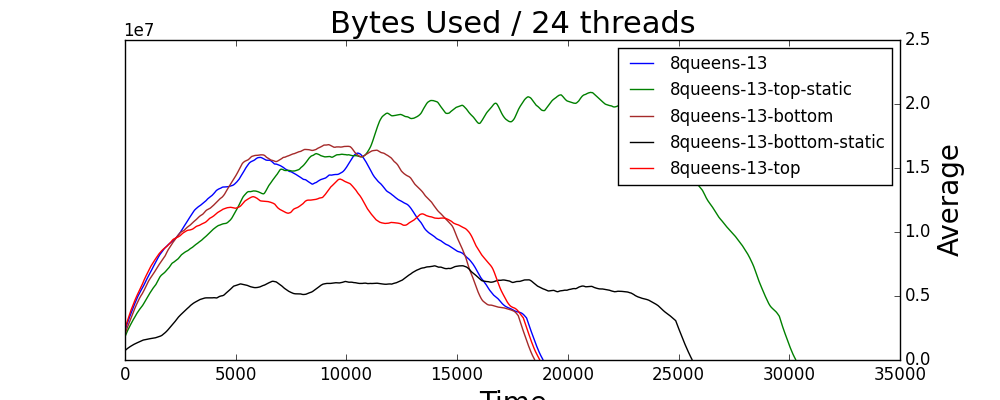 Bytes Used / 24 threads
1e7
2.5
8queens-13
8queens-13-top-static
8queens-13-bottom
8queens-13-bottom-static
8queens-13-top
2.0
1.5
1.0
0.5
0.0
Average
0 5000 10000 15000 20000 25000 30000 35000
Time